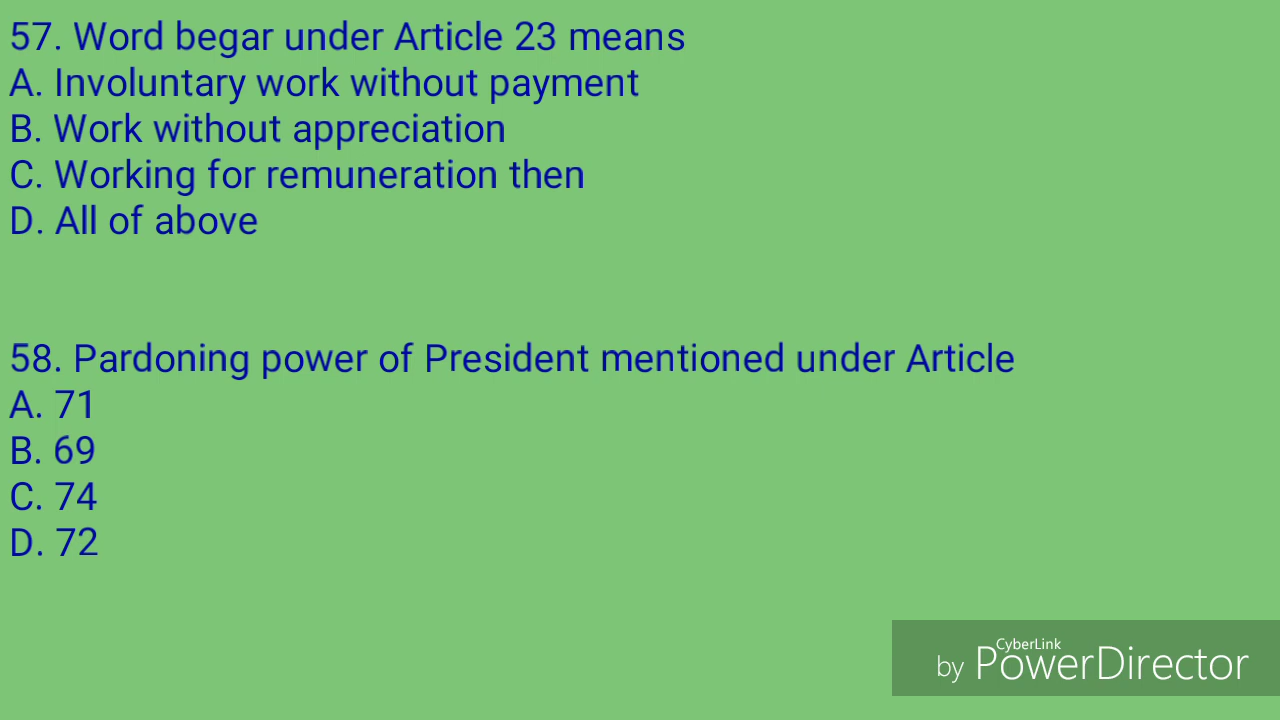 57. Word begar under Article 23 means
A. Involuntary work without payment
B. Work without appreciation
C. Working for remuneration then
D. All of above
58. Pardoning power of President mentioned under Article
A. 71
B. 69
C. 74
D. 72
CyberLink
by PowerDirector